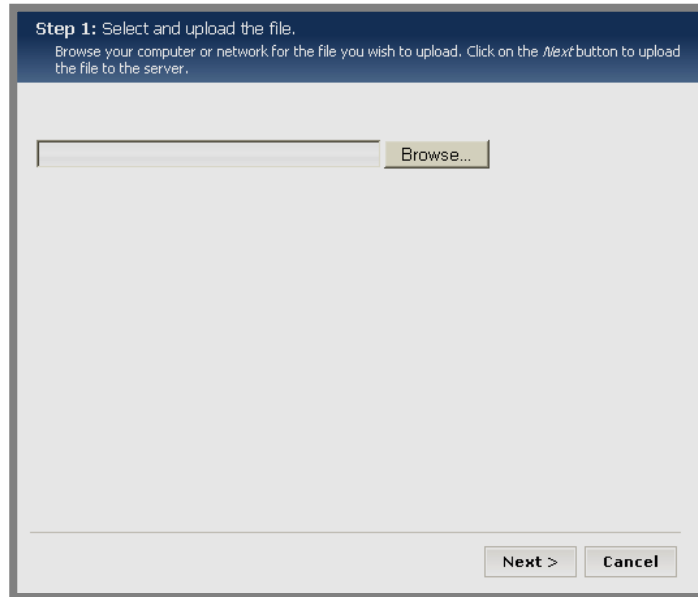 Step 1: Select and upload the file.
Browse your computer or network for the file you wish to upload. Click on the Next button to upload
the file to the server.
Browse...
Next >
Cancel